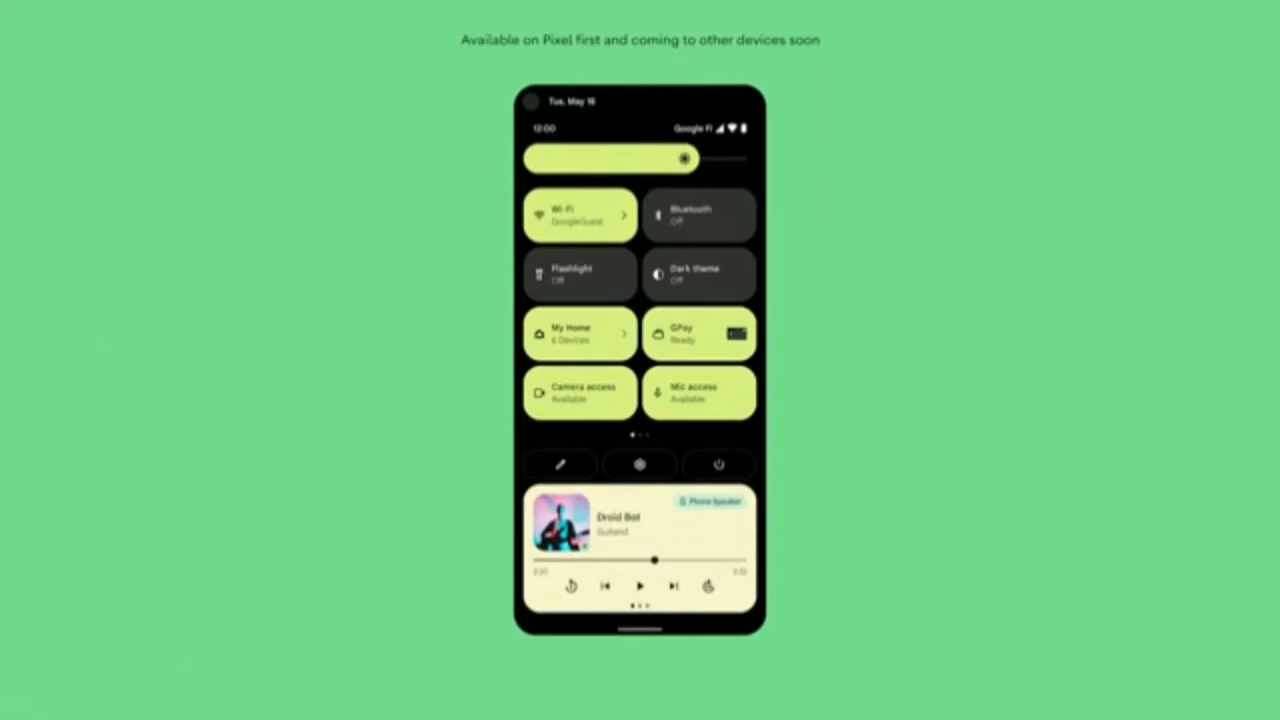 Available on Pixel first and coming to other devices soon
Tue, May 18
12:00
Google Fi
Wi-Fi
GoogleGuest
Bluetooth
Off
Flashlight
Off
Dark theme
Off
My Home
6 Devices
GPay
Ready
Camera access
Available
Mic access
Available
Phone Speaker
Droid Bot